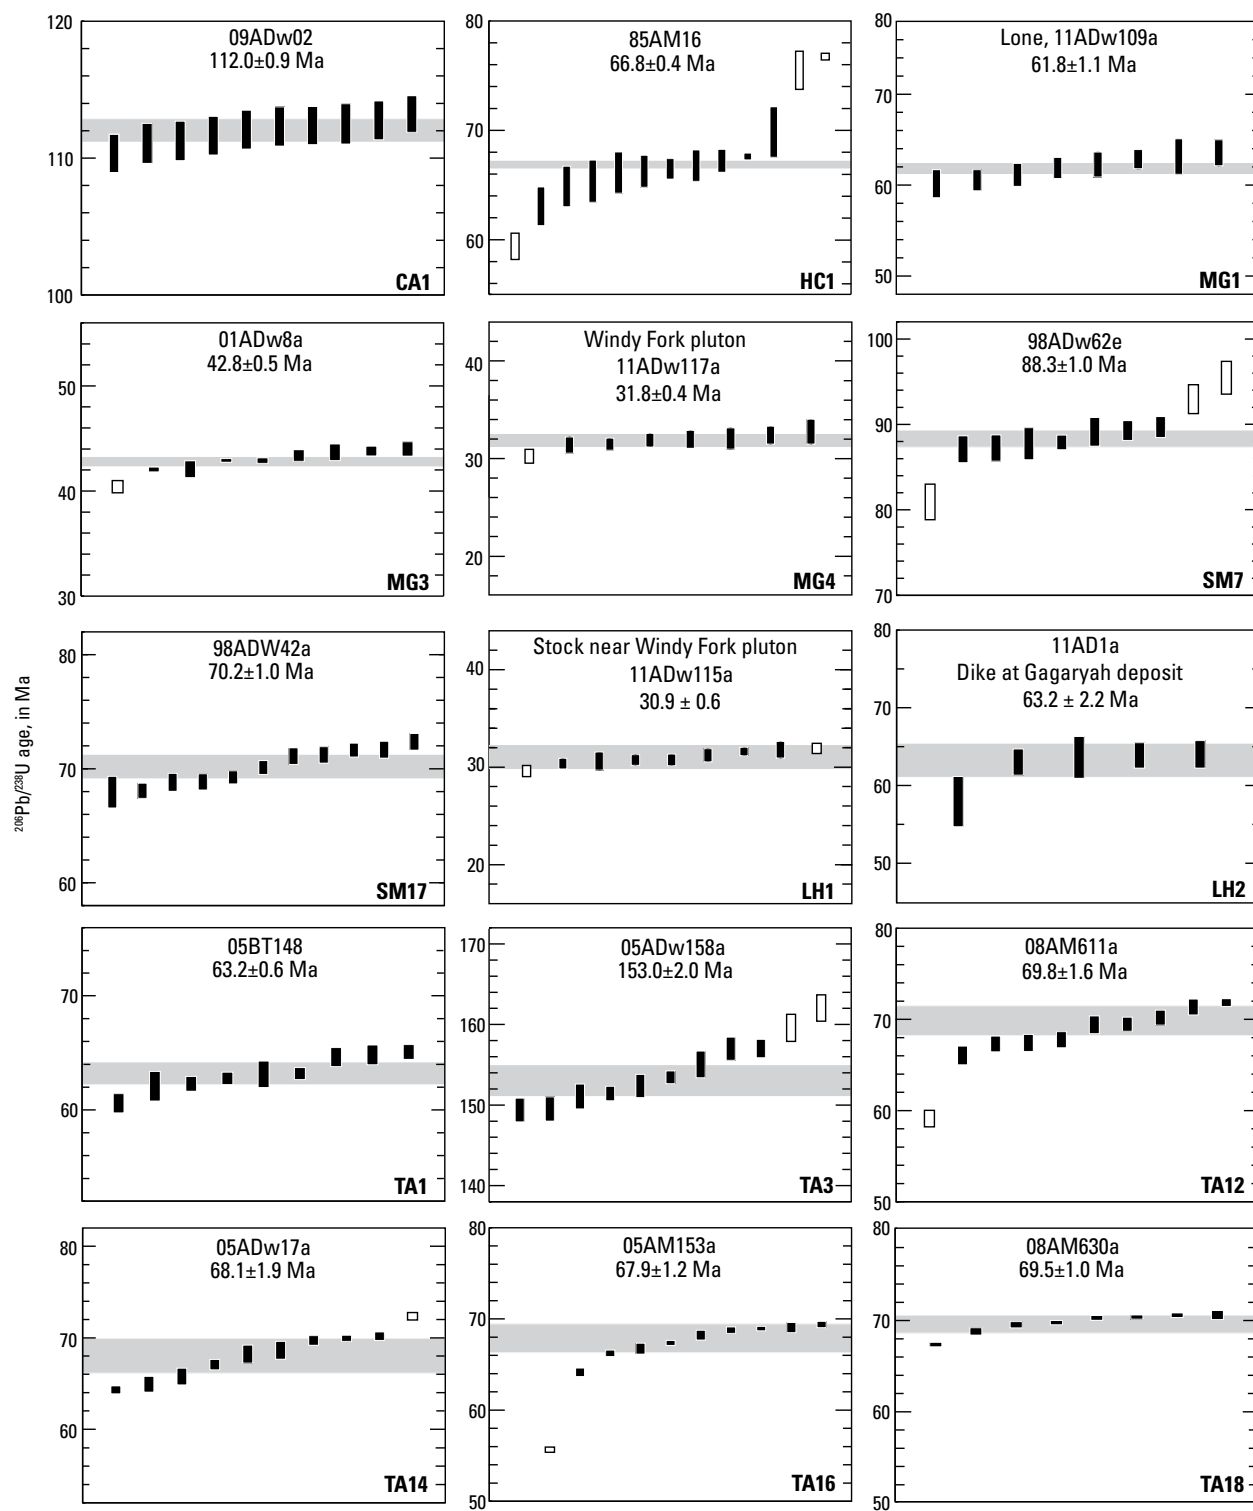 120
110
100
09ADw02
112.0±0.9 Ma
CA1
80
70
60
85AM16
66.8±0.4 Ma
HC1
80
70
60
50
Lone, 11ADw109a
61.8±1.1 Ma
MG1
50
40
30
01ADw8a
42.8±0.5 Ma
MG3
40
30
20
Windy Fork pluton
11ADw117a
31.8±0.4 Ma
MG4
100
90
80
70
98ADw62e
88.3±1.0 Ma
SM7
206Pb/238U age, in Ma
80
70
60
98ADW42a
70.2±1.0 Ma
SM17
40
30
20
Stock near Windy Fork pluton
11ADw115a
30.9 ± 0.6
LH1
80
70
60
50
11AD1a
Dike at Gagaryah deposit
63.2 ± 2.2 Ma
LH2
70
60
05BT148
63.2±0.6 Ma
TA1
170
160
150
140
05ADw158a
153.0±2.0 Ma
TA3
80
70
60
50
08AM611a
69.8±1.6 Ma
TA12
80
70
60
05ADw17a
68.1±1.9 Ma
TA14
80
70
60
50
05AM153a
67.9±1.2 Ma
TA16
80
70
60
50
08AM630a
69.5±1.0 Ma
TA18